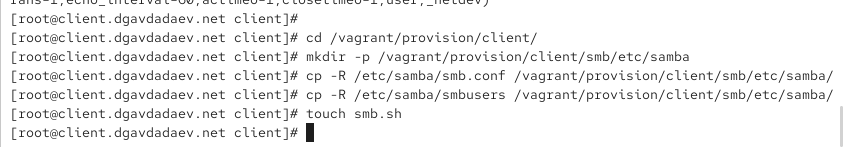 [root@client.dgavdadaev.net client]#
[root@client.dgavdadaev.net client]# cd /vagrant/provision/client/
[root@client.dgavdadaev.net client]# mkdir -p /vagrant/provision/client/smb/etc/samba
[root@client.dgavdadaev.net client]# cp -R /etc/samba/smb.conf /vagrant/provision/client/smb/etc/samba/
[root@client.dgavdadaev.net client]# cp -R /etc/samba/smbusers /vagrant/provision/client/smb/etc/samba/
[root@client.dgavdadaev.net client]# touch smb.sh
[root@client.dgavdadaev.net client]#